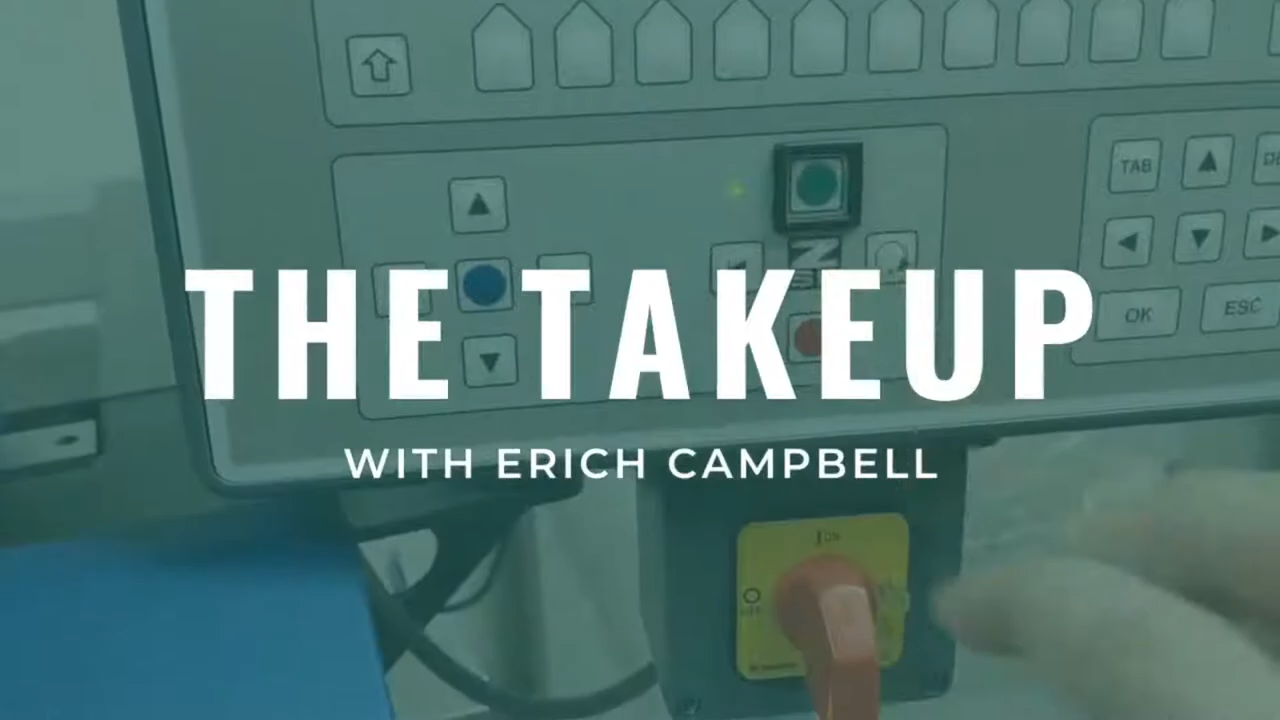 TAB
THE TAKEUP
OK
ESC
WITH ERICH CAMPBELL
ON